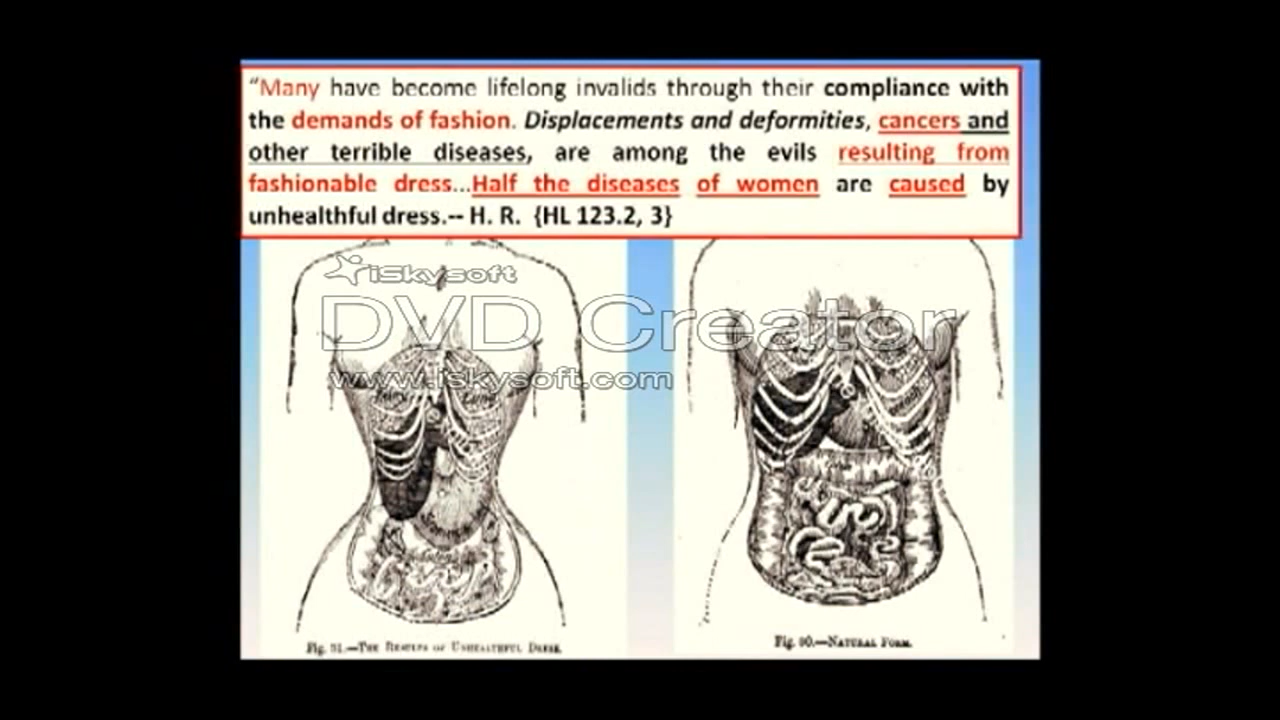 “Many have become lifelong invalids through their compliance with
the demands of fashion. Displacements and deformities, cancers and
other terrible diseases, are among the evils resulting from
fashionable dress...Half the diseases of women are caused by
unhealthful dress.-- H. R. {HL 123.2, 3}
iSkysoft
DVD Creator
www.iskysoft.com
Lung
Fig. 91.—The Results of Unhealthful Dress.
Fig. 90.—Natural Form.